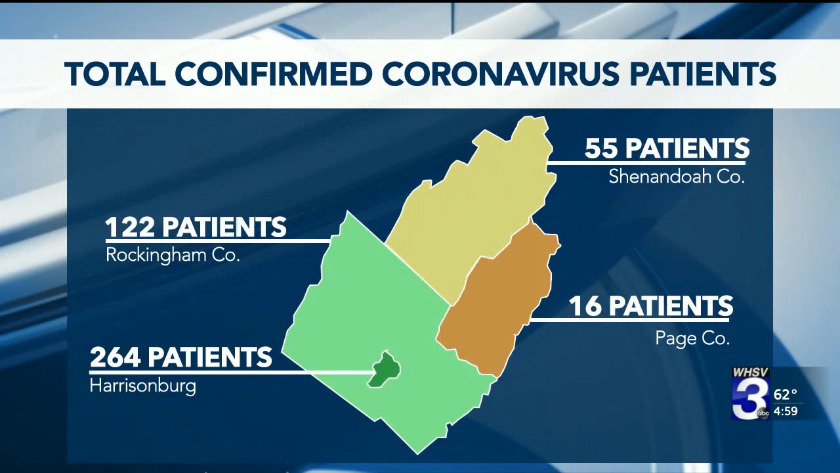 TOTAL CONFIRMED CORONAVIRUS PATIENTS
55 PATIENTS
Shenandoah Co.
122 PATIENTS
Rockingham Co.
16 PATIENTS
Page Co.
264 PATIENTS
Harrisonburg
WHSV
3
abc
62°
4:59